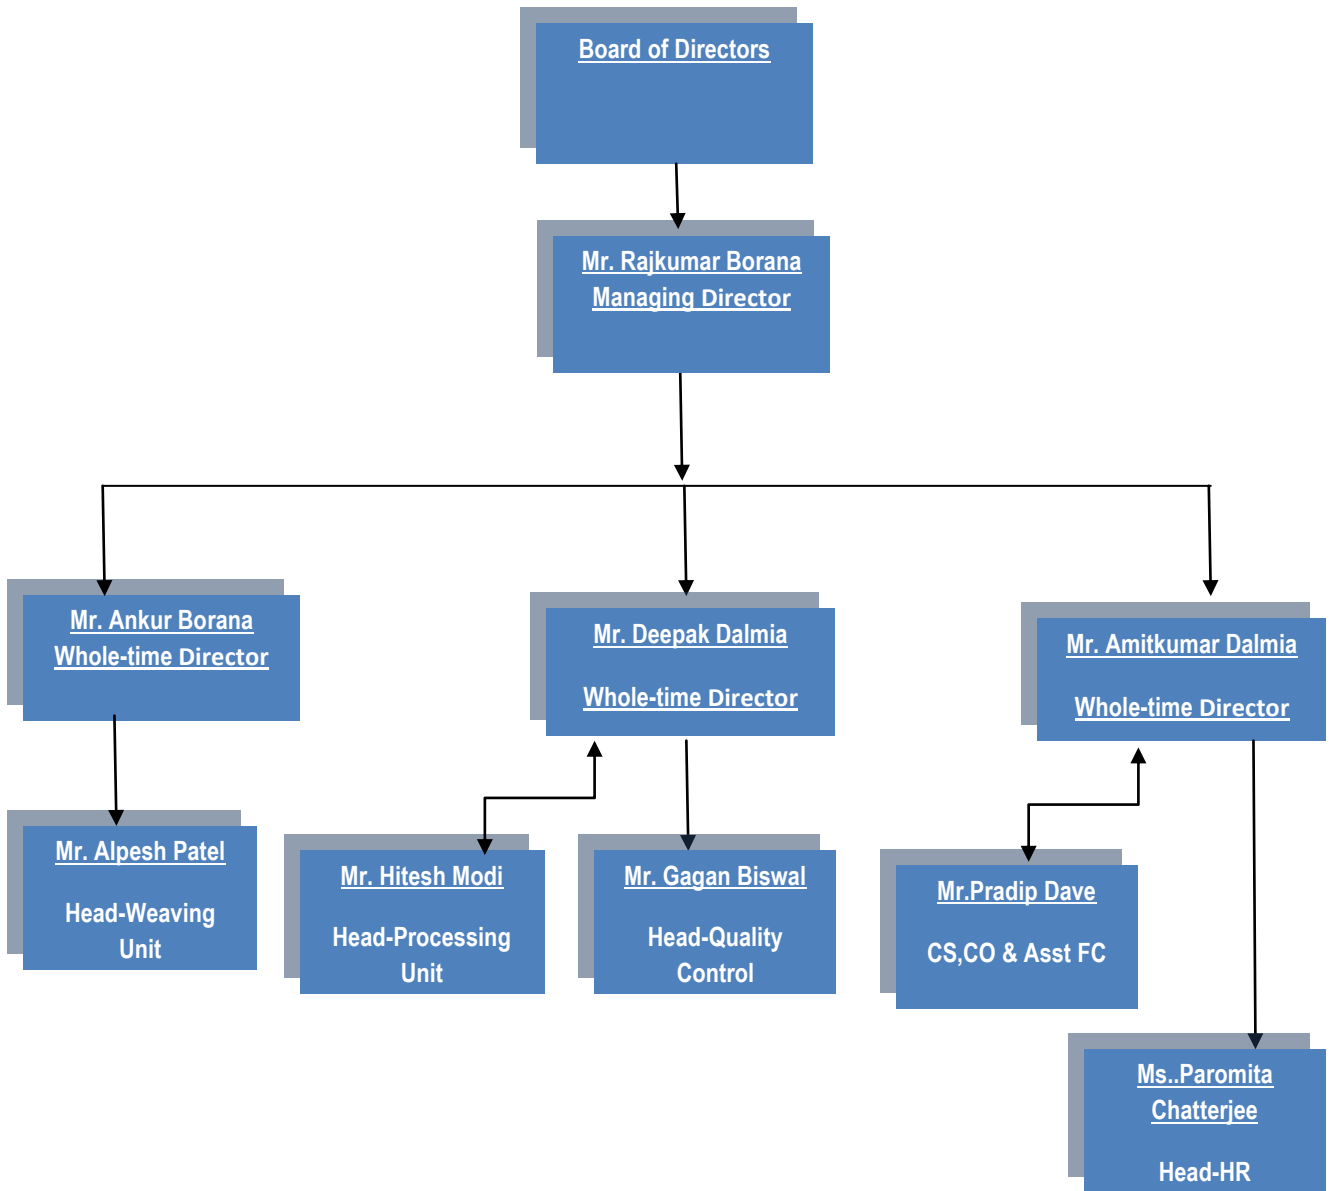 Board of Directors
Mr. Rajkumar Borana
Managing Director
Mr. Ankur Borana
Whole-time Director
Mr. Deepak Dalmia
Whole-time Director
Mr. Amitkumar Dalmia
Whole-time Director
Mr. Alpesh Patel
Head-Weaving
Unit
Mr. Hitesh Modi
Head-Processing
Unit
Mr. Gagan Biswal
Head-Quality
Control
Mr.Pradip Dave
CS,CO & Asst FC
Ms..Paromita
Chatterjee
Head-HR